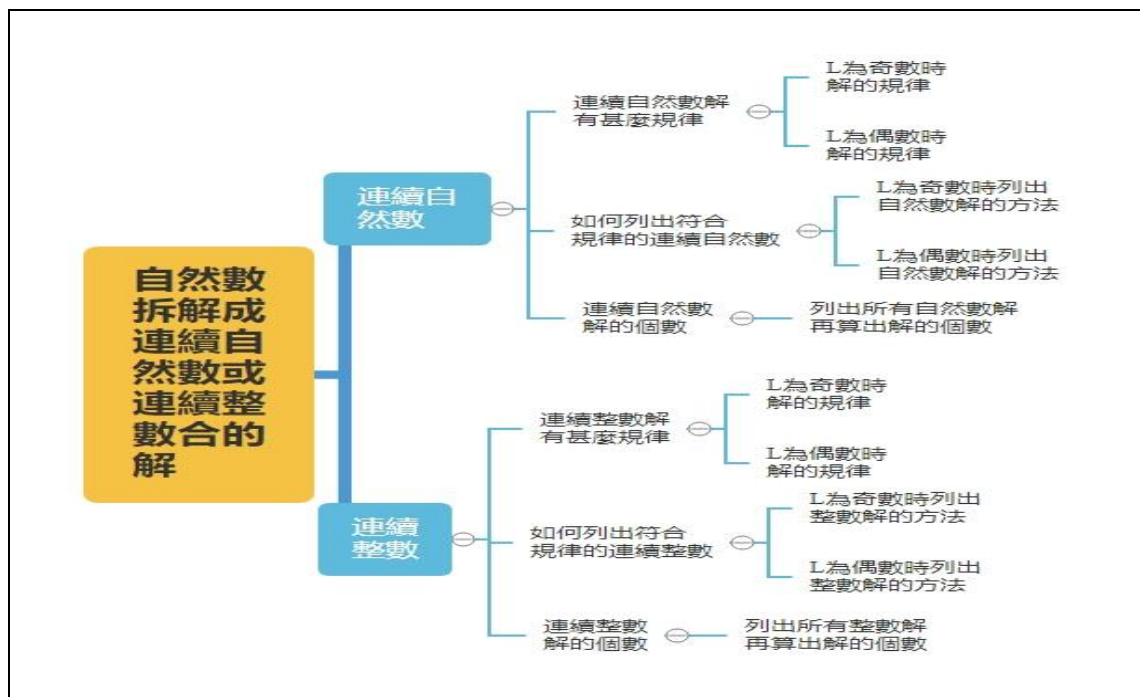 自然數
拆解成
連續自
然數或
連續整
數合的
解
連續自
然數
連續自然數解
有甚麼規律
L為奇數時
解的規律
L為偶數時
解的規律
如何列出符合
規律的連續自然數
L為奇數時列出
自然數解的方法
L為偶數時列出
自然數解的方法
連續自然數
解的個數
列出所有自然數解
再算出解的個數
連續
整數
連續整數解
有甚麼規律
L為奇數時
解的規律
L為偶數時
解的規律
如何列出符合
規律的連續整數
L為奇數時列出
整數解的方法
L為偶數時列出
整數解的方法
連續整數
解的個數
列出所有整數解
再算出解的個數